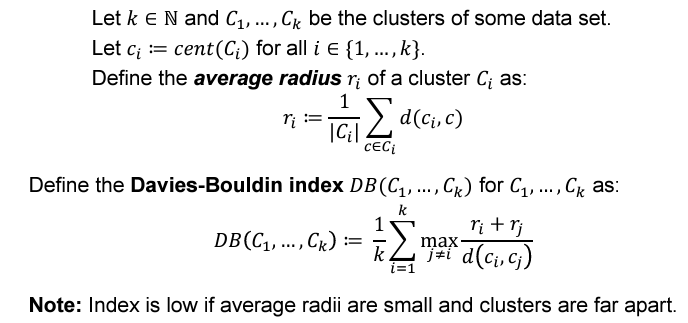 Let k ∈ ℕ and C₁, ..., Cₖ be the clusters of some data set.
Let cᵢ ≔ cent(Cᵢ) for all i ∈ {1, ..., k}.
Define the average radius rᵢ of a cluster Cᵢ as:
rᵢ ≔ 1/|Cᵢ| ∑_{c∈Cᵢ} d(cᵢ, c)
Define the Davies-Bouldin index DB(C₁, ..., Cₖ) for C₁, ..., Cₖ as:
DB(C₁, ..., Cₖ) ≔ 1/k ∑_{i=1}^{k} max_{j≠i} (rᵢ + rⱼ)/d(cᵢ, cⱼ)
Note: Index is low if average radii are small and clusters are far apart.